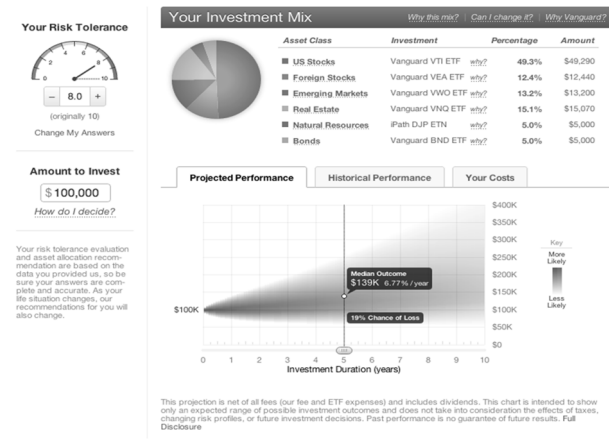 Your Risk Tolerance
0
2
4
6
8
10
– 8.0 +
(originally 10)
Change My Answers
Amount to Invest
$ 100,000
How do I decide?
Your risk tolerance evaluation
and asset allocation recom-
mendation are based on the
data you provided us, so be
sure your answers are com-
plete and accurate. As your
life situation changes, our
recommendations for you will
also change.
Your Investment Mix
Why this mix? | Can I change it? | Why Vanguard?
Asset Class Investment Percentage Amount
US Stocks Vanguard VTI ETF why? 49.3% $49,290
Foreign Stocks Vanguard VEA ETF why? 12.4% $12,440
Emerging Markets Vanguard VWO ETF why? 13.2% $13,200
Real Estate Vanguard VNQ ETF why? 15.1% $15,070
Natural Resources iPath DJP ETN why? 5.0% $5,000
Bonds Vanguard BND ETF why? 5.0% $5,000
Projected Performance Historical Performance Your Costs
$400K
$350K
$300K
$250K
$200K
$150K
$100K
$50K
$0
$100K
Median Outcome
$139K 6.77% / year
19% Chance of Loss
0 1 2 3 4 5 6 7 8 9 10
Investment Duration (years)
Key
More
Likely
Less
Likely
This projection is net of all fees (our fee and ETF expenses) and includes dividends. This chart is intended to show
only an expected range of possible investment outcomes and does not take into consideration the effects of taxes,
changing risk profiles, or future investment decisions. Past performance is no guarantee of future results. Full
Disclosure